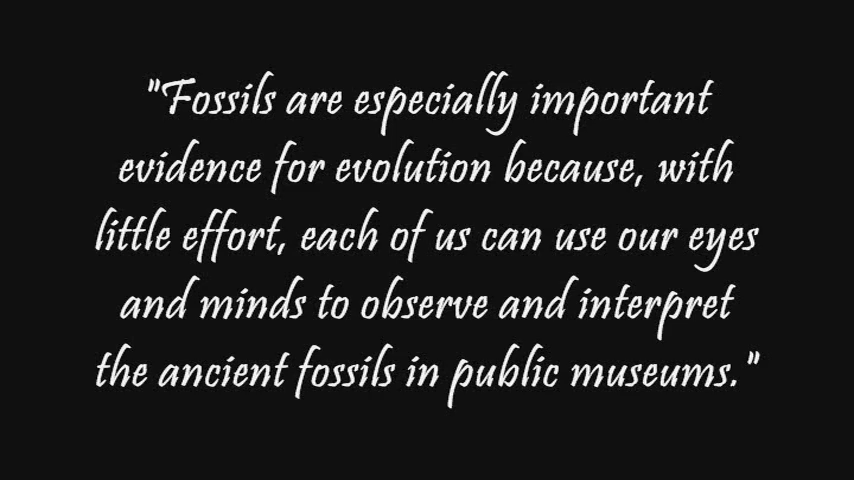 "Fossils are especially important
evidence for evolution because, with
little effort, each of us can use our eyes
and minds to observe and interpret
the ancient fossils in public museums."